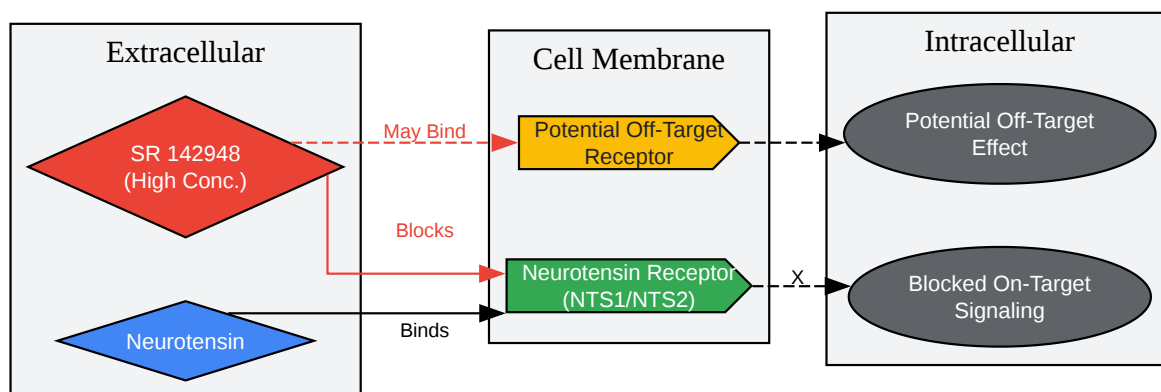 Extracellular
SR 142948
(High Conc.)
Neurotensin
May Bind
Blocks
Binds
Cell Membrane
Potential Off-Target
Receptor
Neurotensin Receptor
(NTS1/NTS2)
X
Intracellular
Potential Off-Target
Effect
Blocked On-Target
Signaling